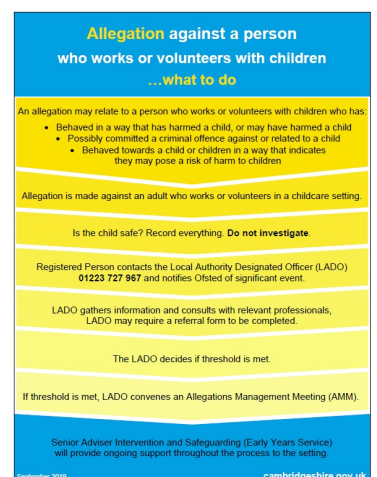 Allegation against a person
who works or volunteers with children
…what to do
An allegation may relate to a person who works or volunteers with children who has:
• Behaved in a way that has harmed a child, or may have harmed a child
• Possibly committed a criminal offence against or related to a child
• Behaved towards a child or children in a way that indicates
they may pose a risk of harm to children
Allegation is made against an adult who works or volunteers in a childcare setting.
Is the child safe? Record everything. Do not investigate.
Registered Person contacts the Local Authority Designated Officer (LADO)
01223 727 967 and notifies Ofsted of significant event.
LADO gathers information and consults with relevant professionals,
LADO may require a referral form to be completed.
The LADO decides if threshold is met.
If threshold is met, LADO convenes an Allegations Management Meeting (AMM).
Senior Adviser Intervention and Safeguarding (Early Years Service)
will provide ongoing support throughout the process to the setting.
September 2019
cambridgeshire.gov.uk